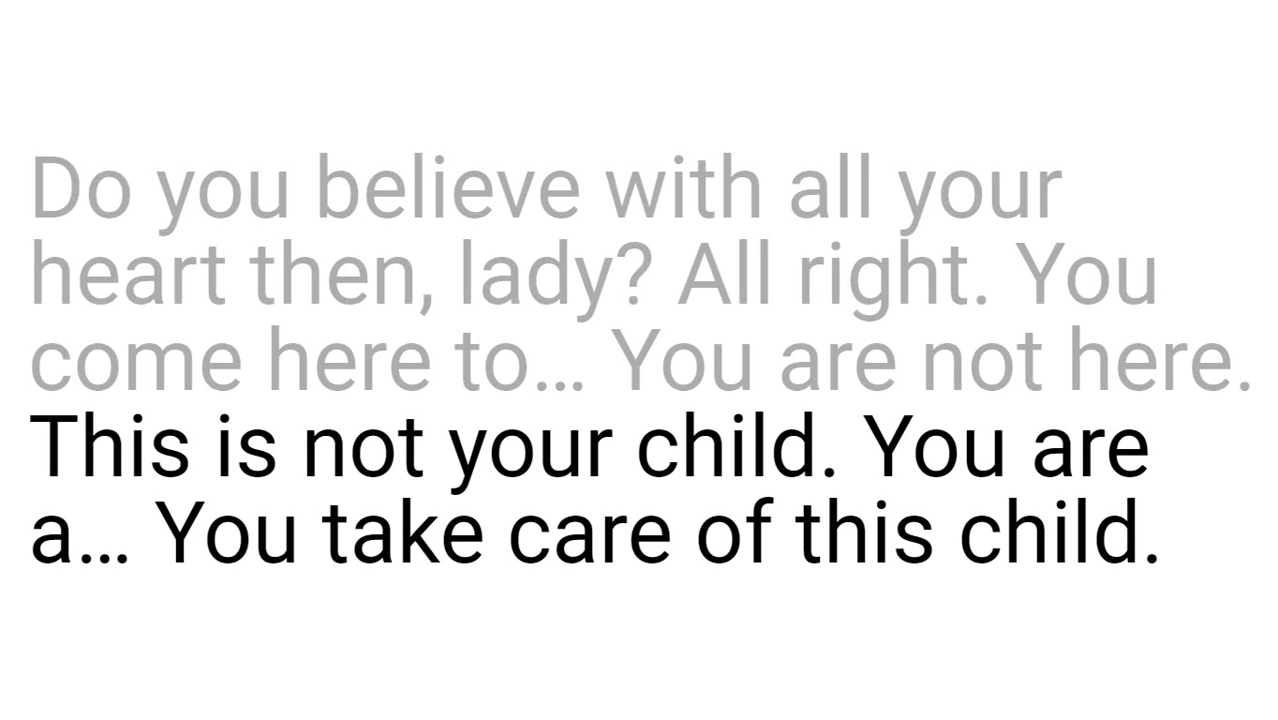 Do you believe with all your
heart then, lady? All right. You
come here to… You are not here.
This is not your child. You are
a… You take care of this child.